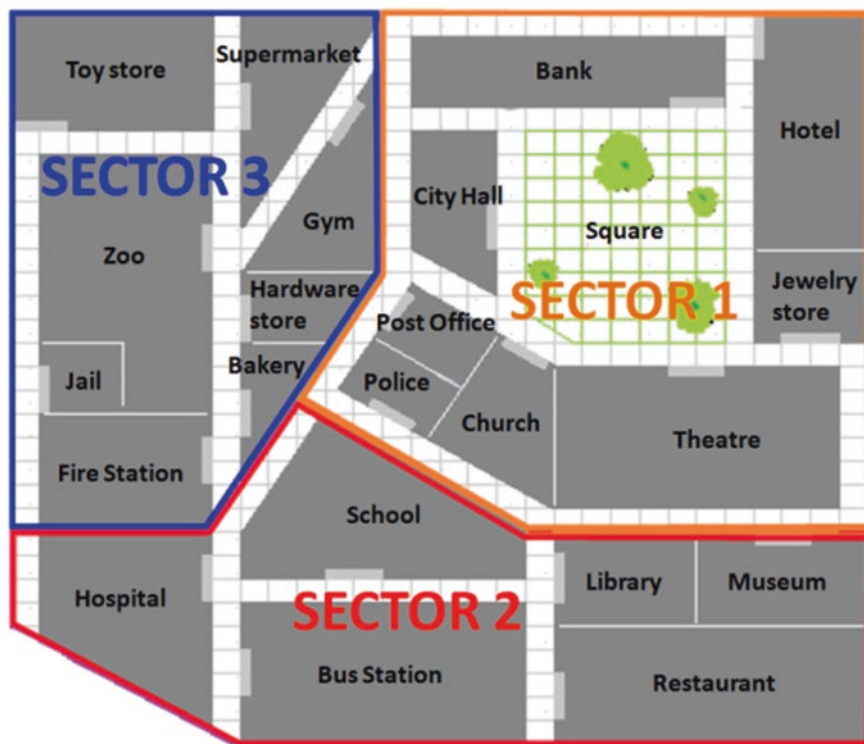 Toy store
Supermarket
Bank
Hotel
SECTOR 3
City Hall
Gym
Square
Zoo
Hardware
store
SECTOR 1
Jewelry
store
Post Office
Bakery
Jail
Police
Church
Theatre
Fire Station
School
Hospital
SECTOR 2
Library
Museum
Bus Station
Restaurant